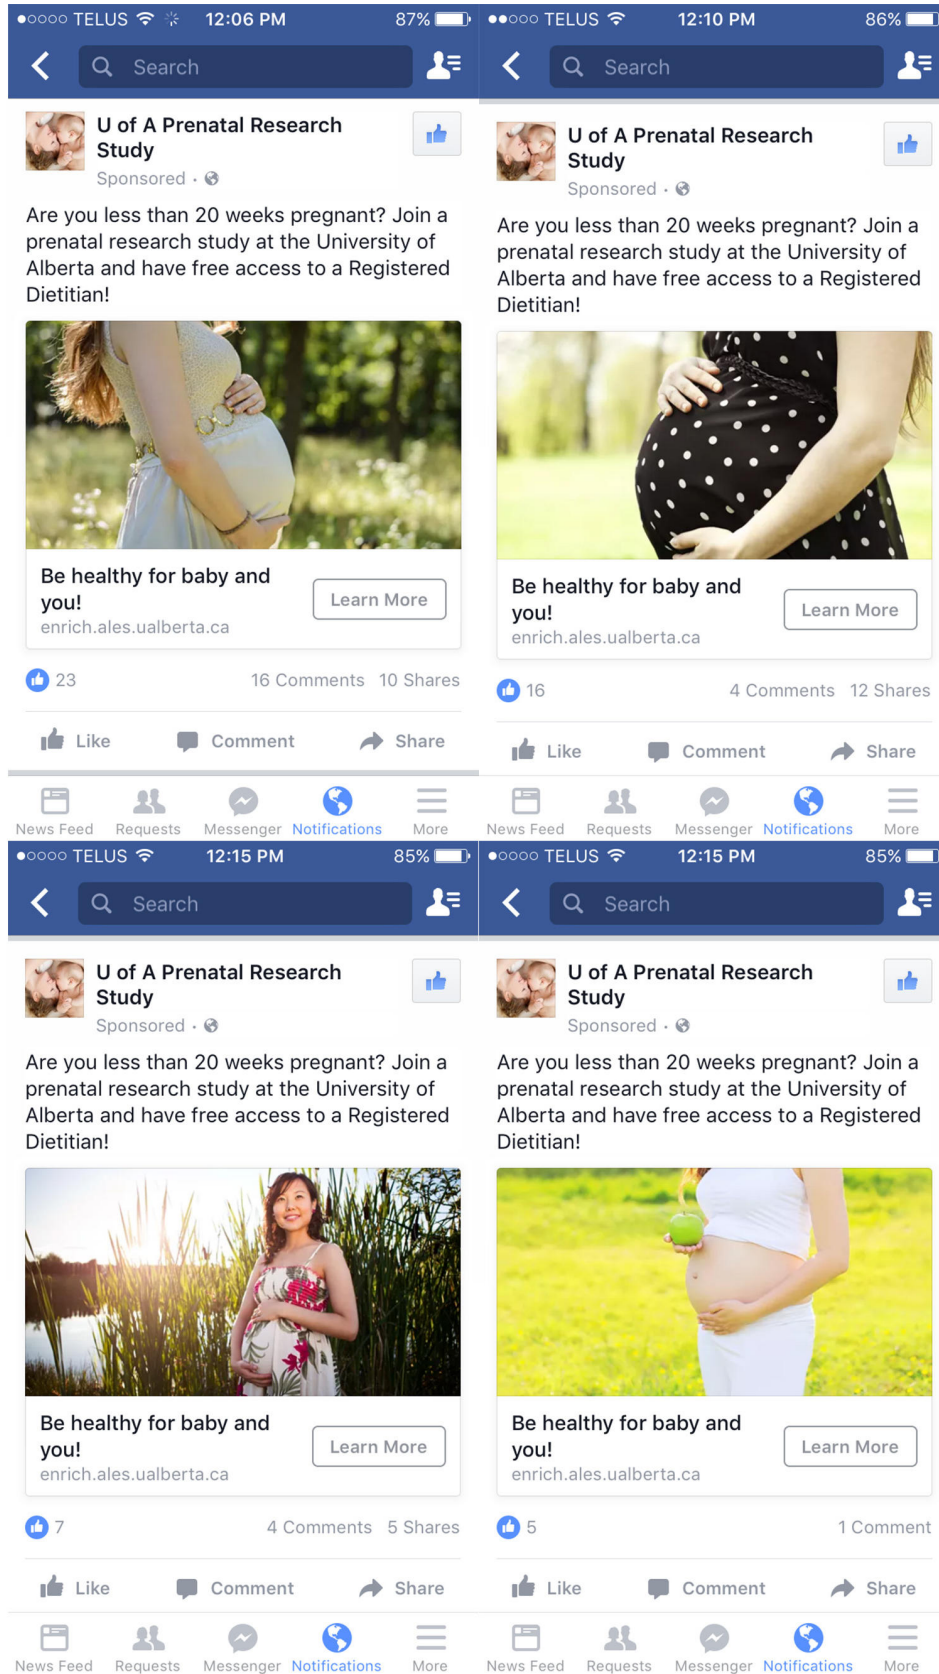 TELUS 12:06 PM 87%
Search
U of A Prenatal Research
Study
Sponsored ·
Are you less than 20 weeks pregnant? Join a
prenatal research study at the University of
Alberta and have free access to a Registered
Dietitian!
Be healthy for baby and
you!
Learn More
enrich.ales.ualberta.ca
23 16 Comments 10 Shares
Like Comment Share
News Feed Requests Messenger Notifications More
TELUS 12:10 PM 86%
Search
U of A Prenatal Research
Study
Sponsored ·
Are you less than 20 weeks pregnant? Join a
prenatal research study at the University of
Alberta and have free access to a Registered
Dietitian!
Be healthy for baby and
you!
Learn More
enrich.ales.ualberta.ca
16 4 Comments 12 Shares
Like Comment Share
News Feed Requests Messenger Notifications More
TELUS 12:15 PM 85%
Search
U of A Prenatal Research
Study
Sponsored ·
Are you less than 20 weeks pregnant? Join a
prenatal research study at the University of
Alberta and have free access to a Registered
Dietitian!
Be healthy for baby and
you!
Learn More
enrich.ales.ualberta.ca
7 4 Comments 5 Shares
Like Comment Share
News Feed Requests Messenger Notifications More
TELUS 12:15 PM 85%
Search
U of A Prenatal Research
Study
Sponsored ·
Are you less than 20 weeks pregnant? Join a
prenatal research study at the University of
Alberta and have free access to a Registered
Dietitian!
Be healthy for baby and
you!
Learn More
enrich.ales.ualberta.ca
5 1 Comment
Like Comment Share
News Feed Requests Messenger Notifications More